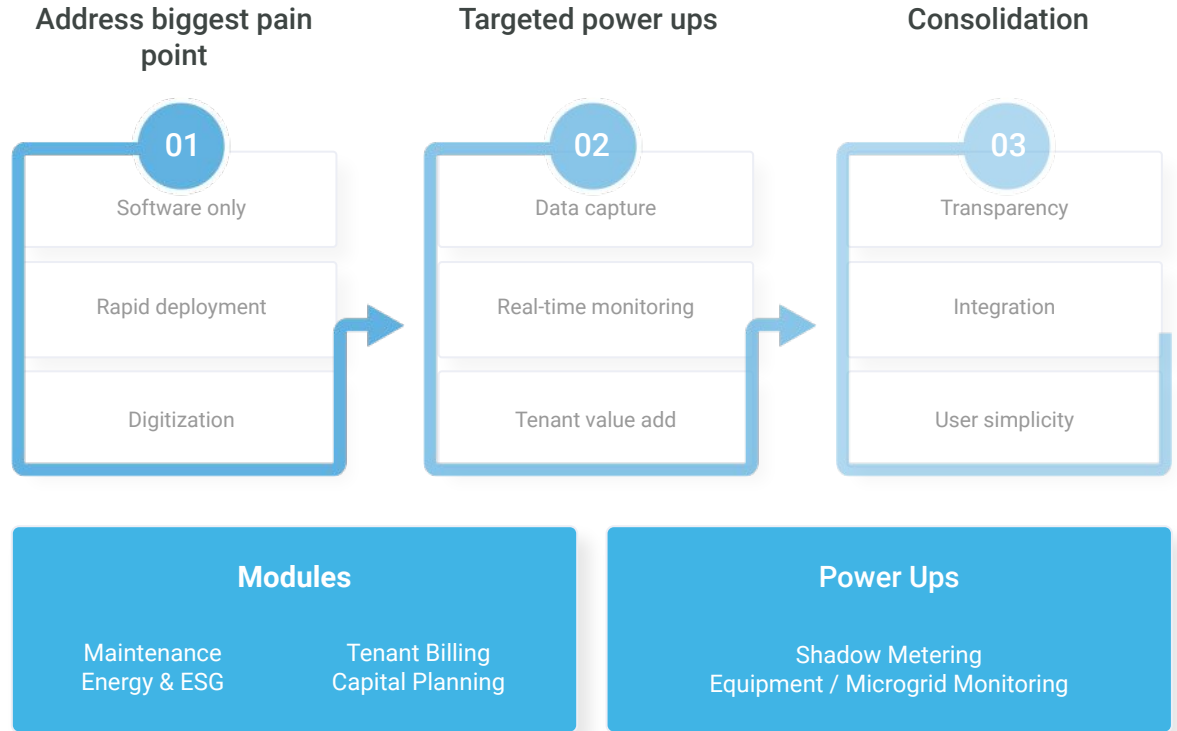 Address biggest pain
point
Targeted power ups
Consolidation
01
Software only
Rapid deployment
Digitization
02
Data capture
Real-time monitoring
Tenant value add
03
Transparency
Integration
User simplicity
Modules
Maintenance
Energy & ESG
Tenant Billing
Capital Planning
Power Ups
Shadow Metering
Equipment / Microgrid Monitoring